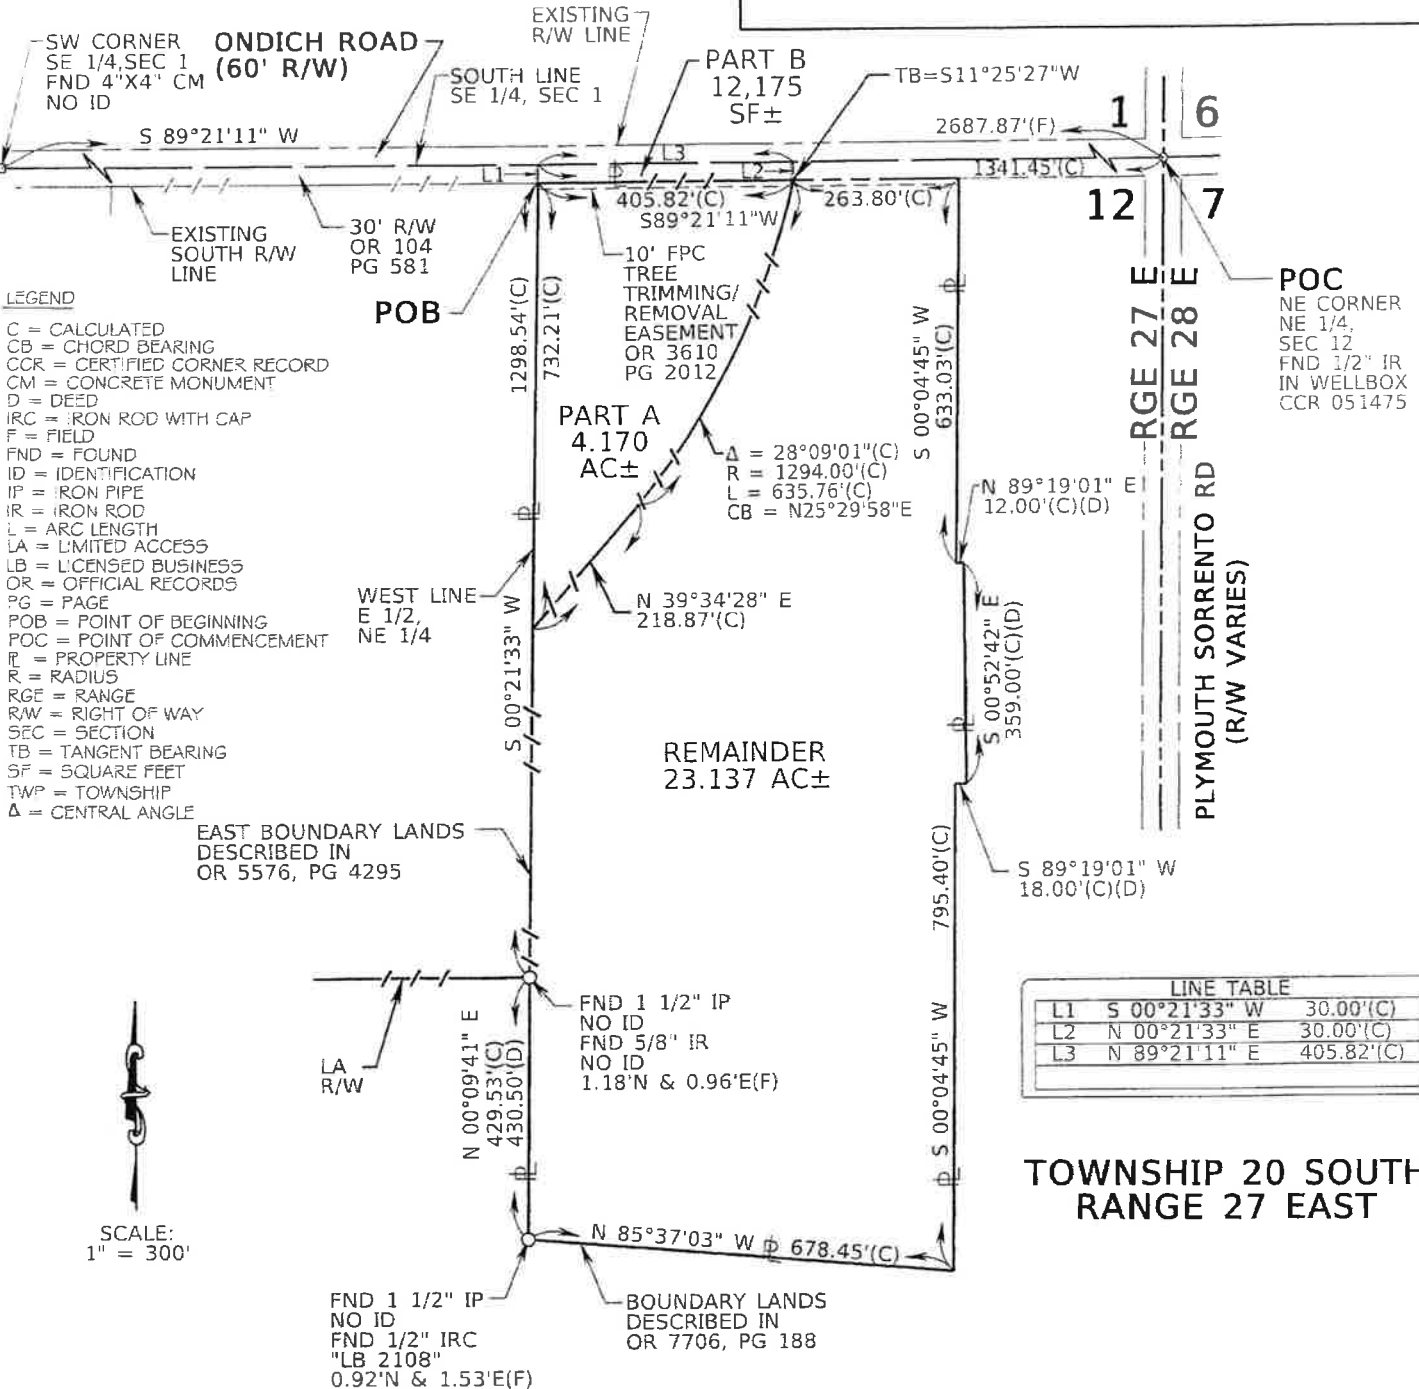 SW CORNER
SE 1/4,SEC 1
FND 4"X4" CM
NO ID
ONDICH ROAD
(60' R/W)
EXISTING
R/W LINE
SOUTH LINE
SE 1/4, SEC 1
PART B
12,175
SF±
TB=S11°25'27"W
1
6
12
7
S 89°21'11" W
2687.87'(F)
1341.45'(C)
L3
L1
L2
405.82'(C)
S89°21'11"W
263.80'(C)
EXISTING
SOUTH R/W
LINE
30' R/W
OR 104
PG 581
POB
10' FPC
TREE
TRIMMING/
REMOVAL
EASEMENT
OR 3610
PG 2012
POC
NE CORNER
NE 1/4,
SEC 12
FND 1/2" IR
IN WELLBOX
CCR 051475
RGE 27 E
RGE 28 E
LEGEND
C = CALCULATED
CB = CHORD BEARING
CCR = CERTIFIED CORNER RECORD
CM = CONCRETE MONUMENT
D = DEED
IRC = IRON ROD WITH CAP
F = FIELD
FND = FOUND
ID = IDENTIFICATION
IP = IRON PIPE
IR = IRON ROD
L = ARC LENGTH
LA = LIMITED ACCESS
LB = LICENSED BUSINESS
OR = OFFICIAL RECORDS
PG = PAGE
POB = POINT OF BEGINNING
POC = POINT OF COMMENCEMENT
℄ = PROPERTY LINE
R = RADIUS
RGE = RANGE
R/W = RIGHT OF WAY
SEC = SECTION
TB = TANGENT BEARING
SF = SQUARE FEET
TWP = TOWNSHIP
Δ = CENTRAL ANGLE
1298.54'(C)
732.21'(C)
PART A
4.170
AC±
S 00°04'45" W
633.03'(C)
Δ = 28°09'01"(C)
R = 1294.00'(C)
L = 635.76'(C)
CB = N25°29'58"E
N 89°19'01" E
12.00'(C)(D)
WEST LINE
E 1/2,
NE 1/4
N 39°34'28" E
218.87'(C)
S 00°21'33" W
S 00°52'42" E
359.00'(C)(D)
PLYMOUTH SORRENTO RD
(R/W VARIES)
REMAINDER
23.137 AC±
EAST BOUNDARY LANDS
DESCRIBED IN
OR 5576, PG 4295
S 89°19'01" W
18.00'(C)(D)
795.40'(C)
S 00°04'45" W
LA
R/W
FND 1 1/2" IP
NO ID
FND 5/8" IR
NO ID
1.18'N & 0.96'E(F)
N 00°09'41" E
429.53'(C)
430.50'(D)
LINE TABLE
L1 S 00°21'33" W 30.00'(C)
L2 N 00°21'33" E 30.00'(C)
L3 N 89°21'11" E 405.82'(C)
TOWNSHIP 20 SOUTH
RANGE 27 EAST
SCALE:
1" = 300'
N 85°37'03" W 678.45'(C)
FND 1 1/2" IP
NO ID
FND 1/2" IRC
"LB 2108"
0.92'N & 1.53'E(F)
BOUNDARY LANDS
DESCRIBED IN
OR 7706, PG 188